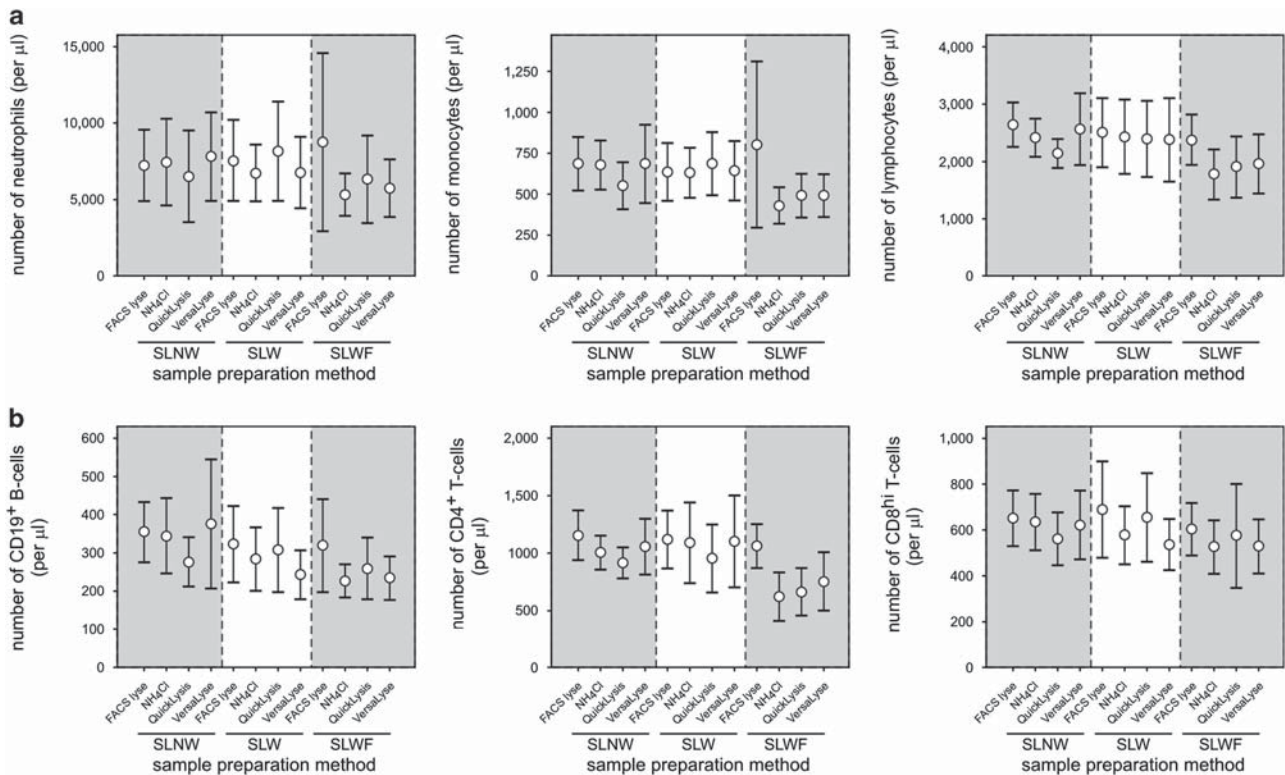 a
number of neutrophils (per µl)
15,000
10,000
5,000
0
FACS lyse
NH4Cl
QuickLysis
VersaLyse
FACS lyse
NH4Cl
QuickLysis
VersaLyse
FACS lyse
NH4Cl
QuickLysis
VersaLyse
SLNW SLW SLWF
sample preparation method
number of monocytes (per µl)
1,250
1,000
750
500
250
0
FACS lyse
NH4Cl
QuickLysis
VersaLyse
FACS lyse
NH4Cl
QuickLysis
VersaLyse
FACS lyse
NH4Cl
QuickLysis
VersaLyse
SLNW SLW SLWF
sample preparation method
number of lymphocytes (per µl)
4,000
3,000
2,000
1,000
0
FACS lyse
NH4Cl
QuickLysis
VersaLyse
FACS lyse
NH4Cl
QuickLysis
VersaLyse
FACS lyse
NH4Cl
QuickLysis
VersaLyse
SLNW SLW SLWF
sample preparation method
b
number of CD19+ B-cells
(per µl)
600
500
400
300
200
100
0
FACS lyse
NH4Cl
QuickLysis
VersaLyse
FACS lyse
NH4Cl
QuickLysis
VersaLyse
FACS lyse
NH4Cl
QuickLysis
VersaLyse
SLNW SLW SLWF
sample preparation method
number of CD4+ T-cells
(per µl)
2,000
1,500
1000
500
0
FACS lyse
NH4Cl
QuickLysis
VersaLyse
FACS lyse
NH4Cl
QuickLysis
VersaLyse
FACS lyse
NH4Cl
QuickLysis
VersaLyse
SLNW SLW SLWF
sample preparation method
number of CD8hi T-cells
(per µl)
1,000
800
600
400
200
0
FACS lyse
NH4Cl
QuickLysis
VersaLyse
FACS lyse
NH4Cl
QuickLysis
VersaLyse
FACS lyse
NH4Cl
QuickLysis
VersaLyse
SLNW SLW SLWF
sample preparation method